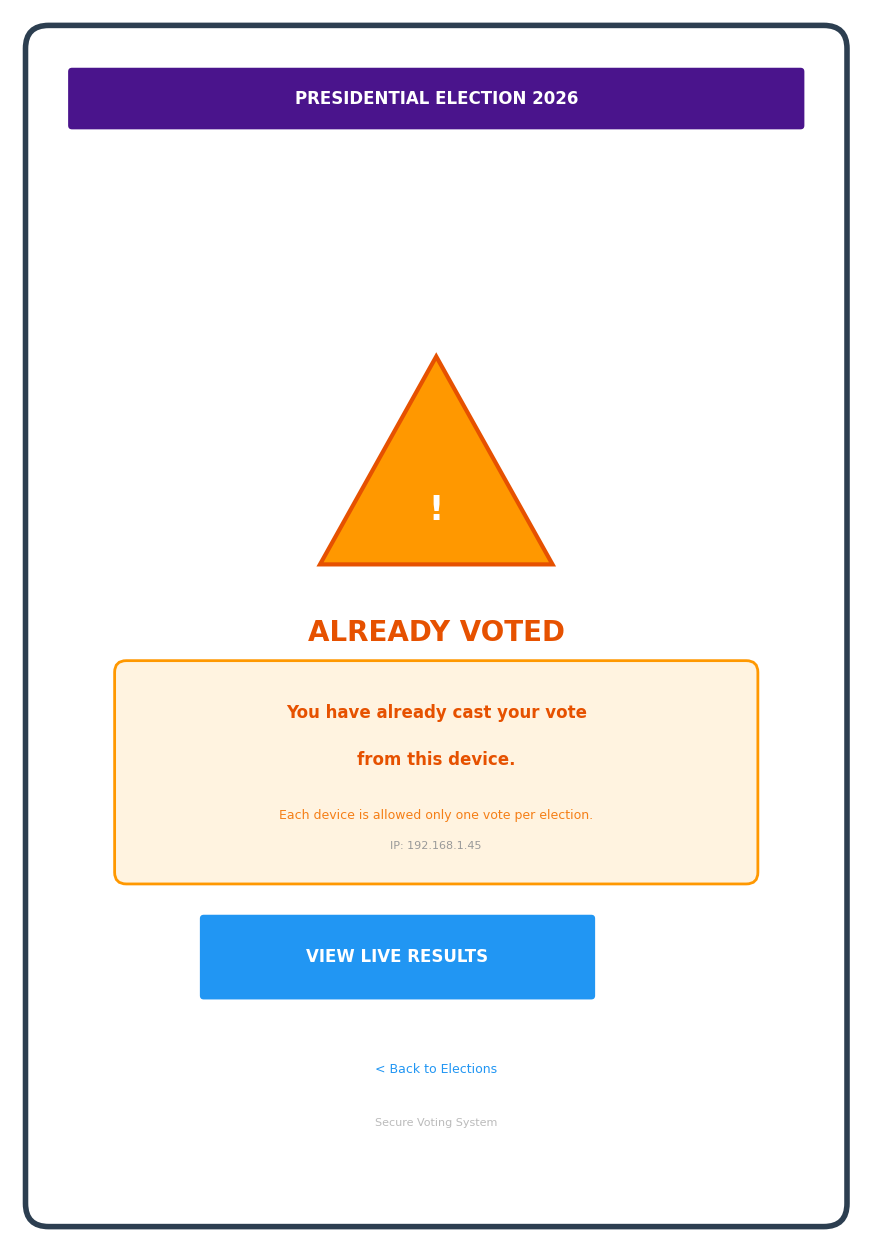 PRESIDENTIAL ELECTION 2026
!
ALREADY VOTED
You have already cast your vote
from this device.
Each device is allowed only one vote per election.
IP: 192.168.1.45
VIEW LIVE RESULTS
< Back to Elections
Secure Voting System